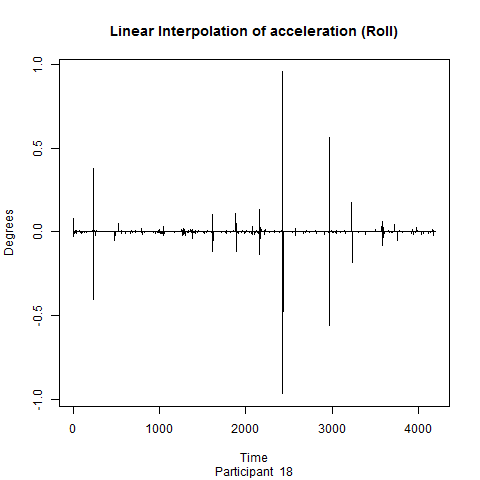 Linear Interpolation of acceleration (Roll)
1.0
0.5
0.0
-0.5
-1.0
Degrees
0 1000 2000 3000 4000
Time
Participant 18